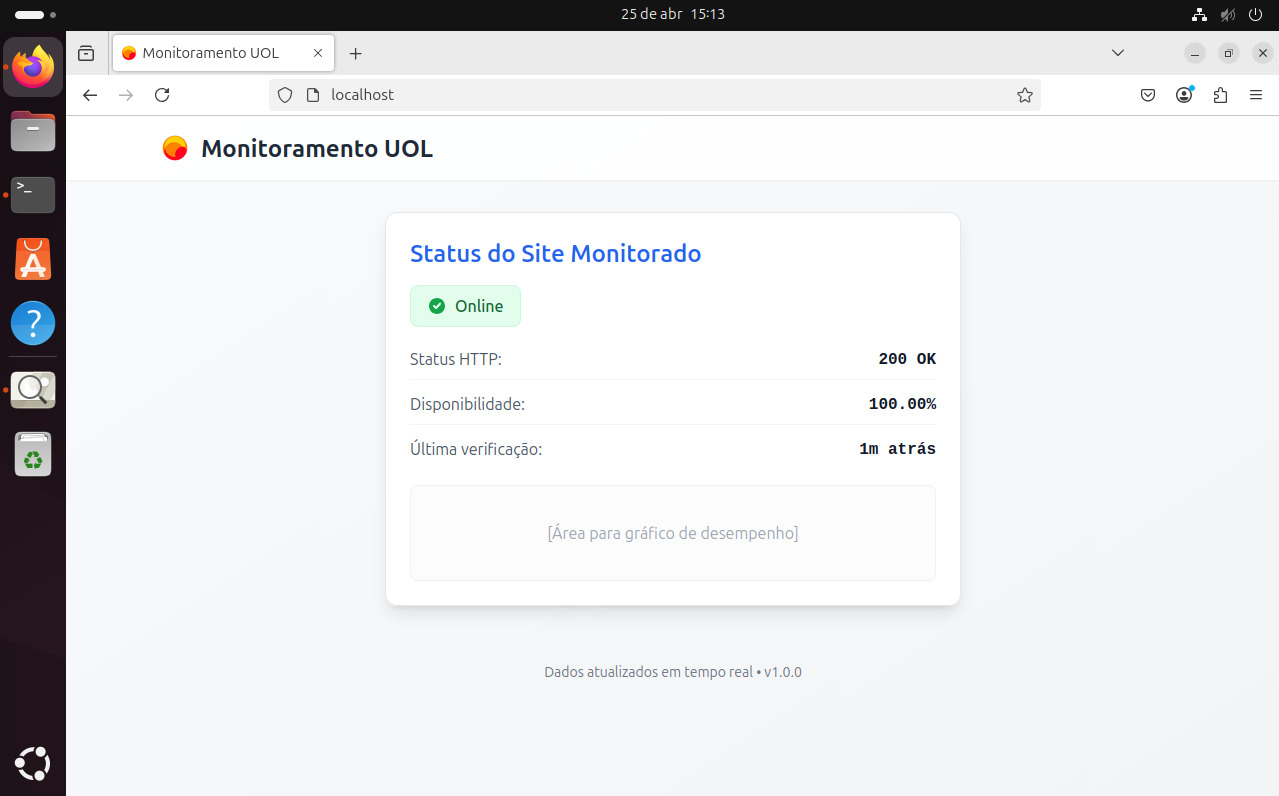 25 de abr 15:13
Monitoramento UOL
localhost
Monitoramento UOL
Status do Site Monitorado
Online
Status HTTP: 200 OK
Disponibilidade: 100.00%
Última verificação: 1m atrás
[Área para gráfico de desempenho]
Dados atualizados em tempo real • v1.0.0